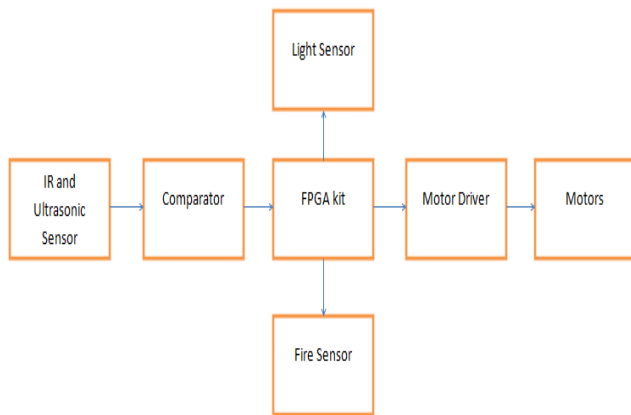 Light Sensor
IR and
Ultrasonic
Sensor
Comparator
FPGA kit
Motor Driver
Motors
Fire Sensor